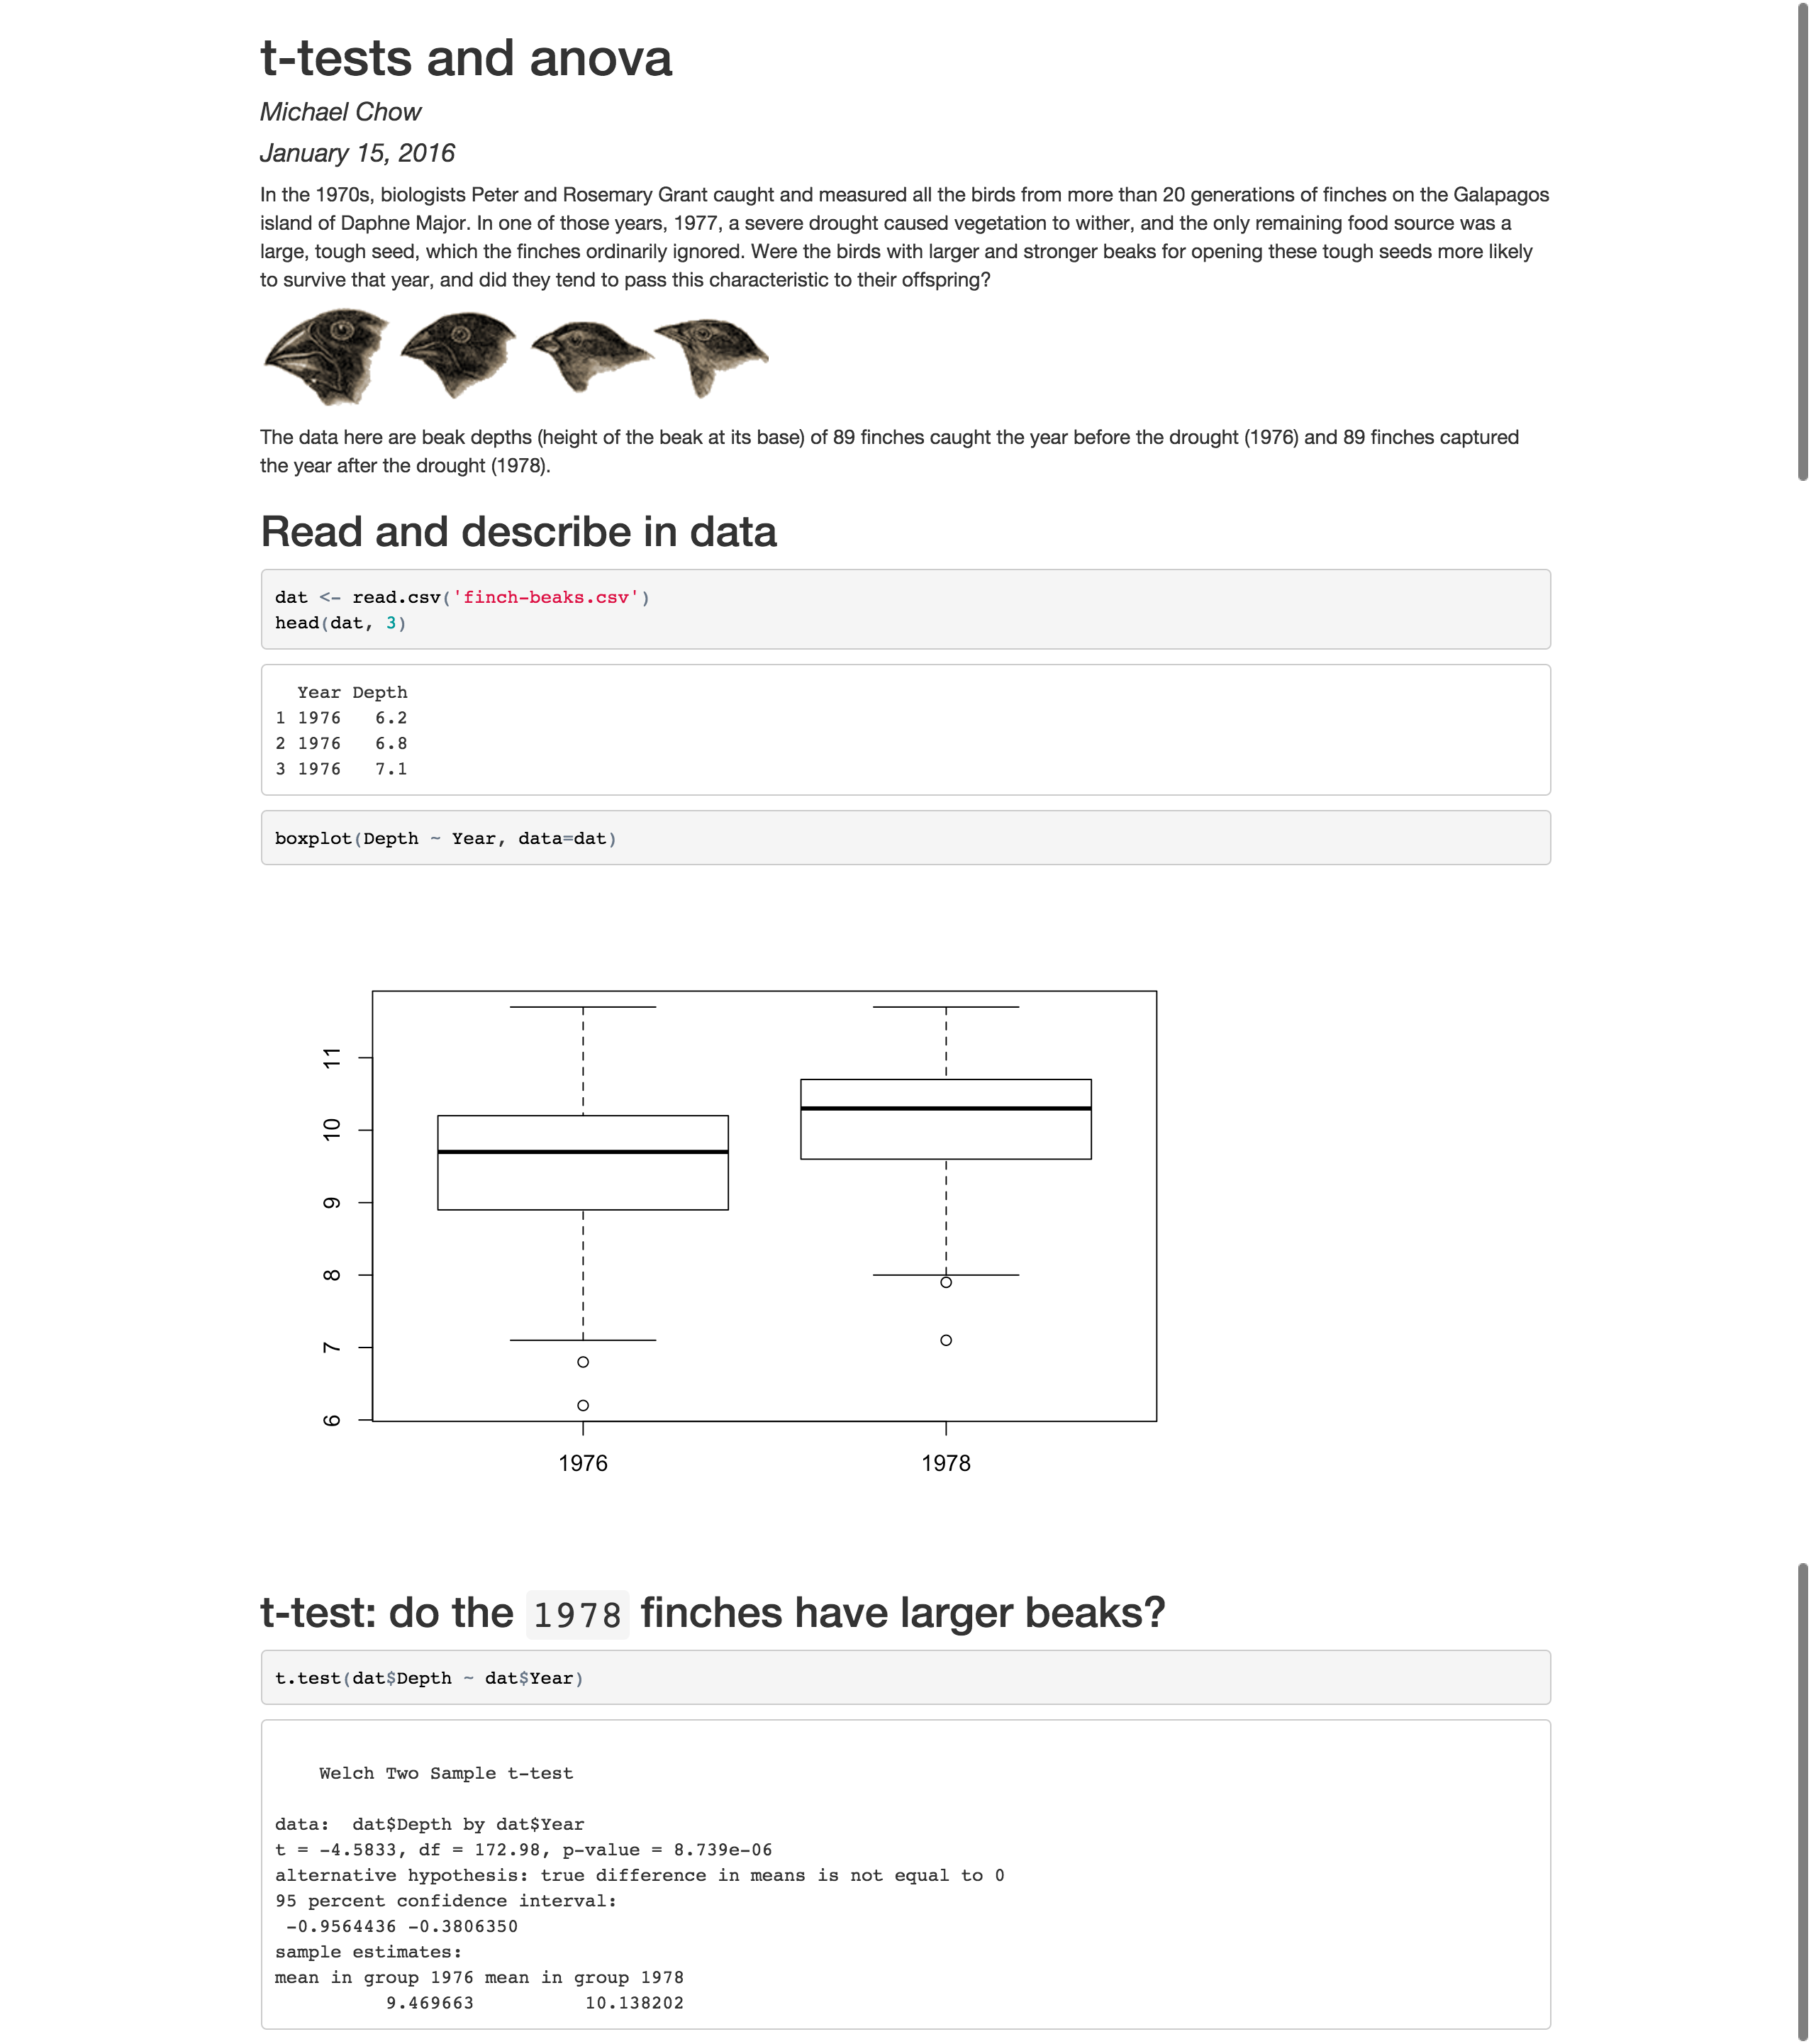 t-tests and anova
Michael Chow
January 15, 2016
In the 1970s, biologists Peter and Rosemary Grant caught and measured all the birds from more than 20 generations of finches on the Galapagos
island of Daphne Major. In one of those years, 1977, a severe drought caused vegetation to wither, and the only remaining food source was a
large, tough seed, which the finches ordinarily ignored. Were the birds with larger and stronger beaks for opening these tough seeds more likely
to survive that year, and did they tend to pass this characteristic to their offspring?
The data here are beak depths (height of the beak at its base) of 89 finches caught the year before the drought (1976) and 89 finches captured
the year after the drought (1978).
Read and describe in data
dat <- read.csv('finch-beaks.csv')
head(dat, 3)
  Year Depth
1 1976   6.2
2 1976   6.8
3 1976   7.1
boxplot(Depth ~ Year, data=dat)
11
10
9
8
7
6
1976 1978
t-test: do the 1978 finches have larger beaks?
t.test(dat$Depth ~ dat$Year)
    Welch Two Sample t-test
data:  dat$Depth by dat$Year
t = -4.5833, df = 172.98, p-value = 8.739e-06
alternative hypothesis: true difference in means is not equal to 0
95 percent confidence interval:
 -0.9564436 -0.3806350
sample estimates:
mean in group 1976 mean in group 1978
          9.469663          10.138202